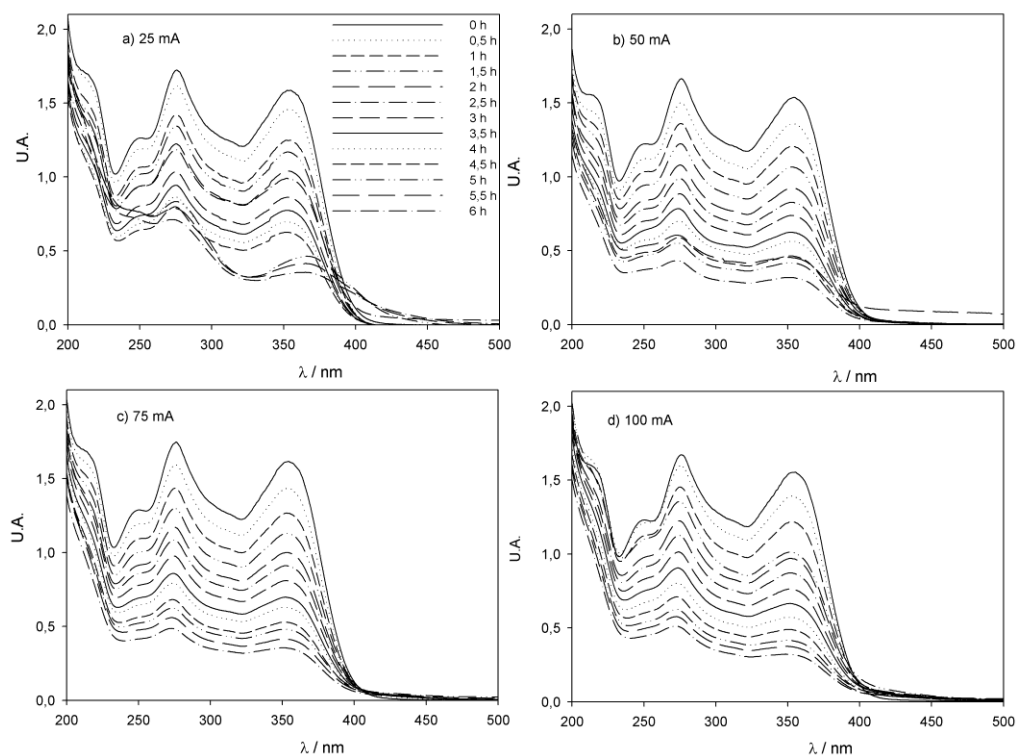 a) 25 mA
0 h
0,5 h
1 h
1,5 h
2 h
2,5 h
3 h
3,5 h
4 h
4,5 h
5 h
5,5 h
6 h
2,0
1,5
1,0
0,5
0,0
U.A.
200 250 300 350 400 450 500
λ / nm
b) 50 mA
2,0
1,5
1,0
0,5
0,0
U.A.
200 250 300 350 400 450 500
λ / nm
c) 75 mA
2,0
1,5
1,0
0,5
0,0
U.A.
200 250 300 350 400 450 500
λ / nm
d) 100 mA
2,0
1,5
1,0
0,5
0,0
U.A.
200 250 300 350 400 450 500
λ / nm